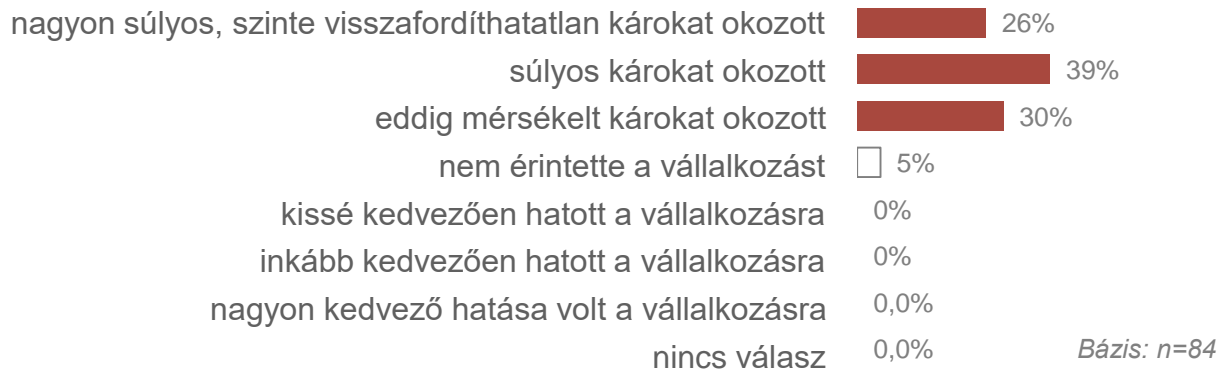 nagyon súlyos, szinte visszafordíthatatlan károkat okozott 26%
súlyos károkat okozott 39%
eddig mérsékelt károkat okozott 30%
nem érintette a vállalkozást 5%
kissé kedvezően hatott a vállalkozásra 0%
inkább kedvezően hatott a vállalkozásra 0%
nagyon kedvező hatása volt a vállalkozásra 0,0%
nincs válasz 0,0% Bázis: n=84